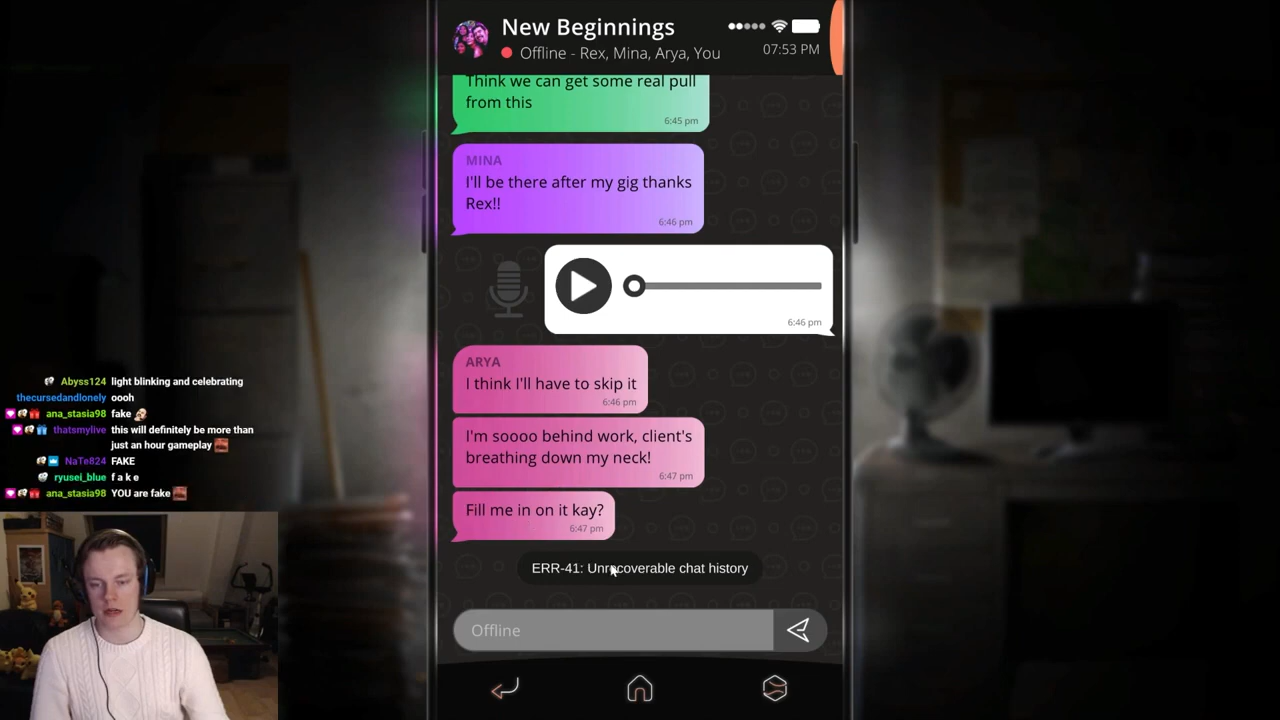 New Beginnings
Offline - Rex, Mina, Arya, You
07:53 PM
Think we can get some real pull
from this
6:45 pm
MINA
I'll be there after my gig thanks
Rex!!
6:46 pm
6:46 pm
ARYA
I think I'll have to skip it
6:46 pm
I'm soooo behind work, client's
breathing down my neck!
6:47 pm
Fill me in on it kay?
6:47 pm
ERR-41: Unrecoverable chat history
Offline
Abyss124 light blinking and celebrating
thecursedandlonely oooh
ana_stasia98 fake
thatsmylive this will definitely be more than
just an hour gameplay
NaTe824 FAKE
ryusei_blue f a k e
ana_stasia98 YOU are fake